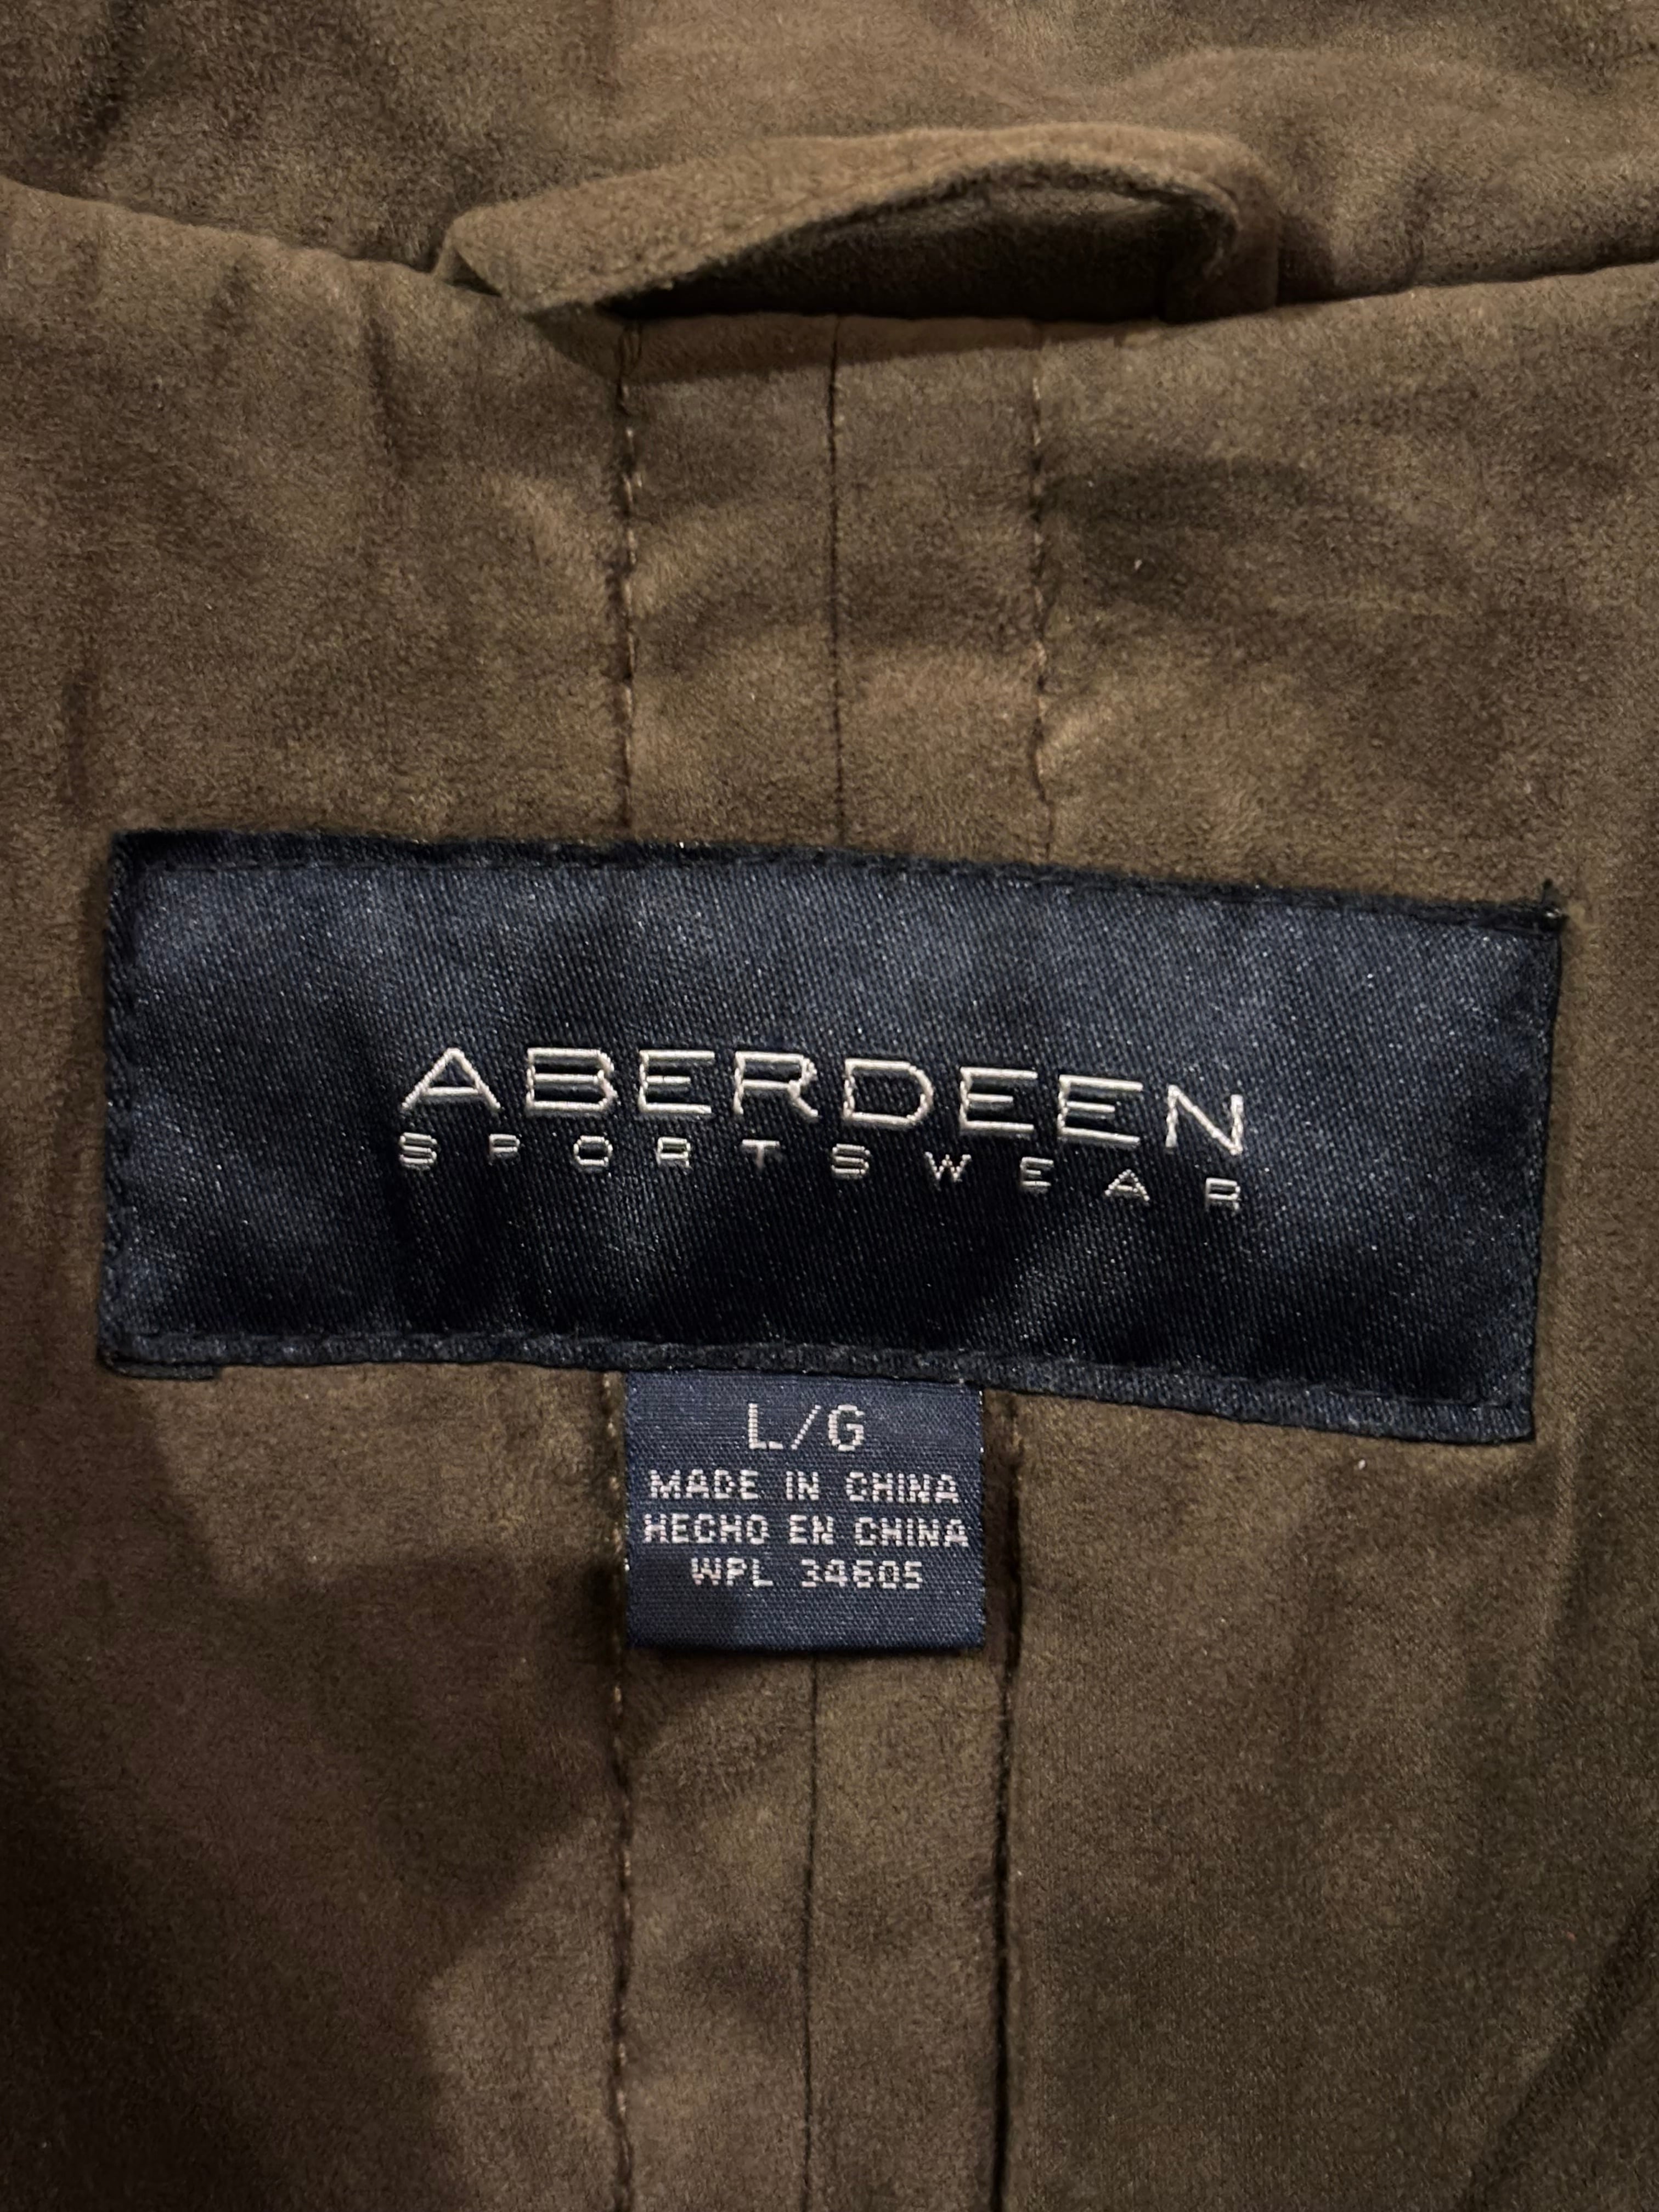 ABERDEEN
SPORTSWEAR
L/G
MADE IN CHINA
HECHO EN CHINA
WPL 34605